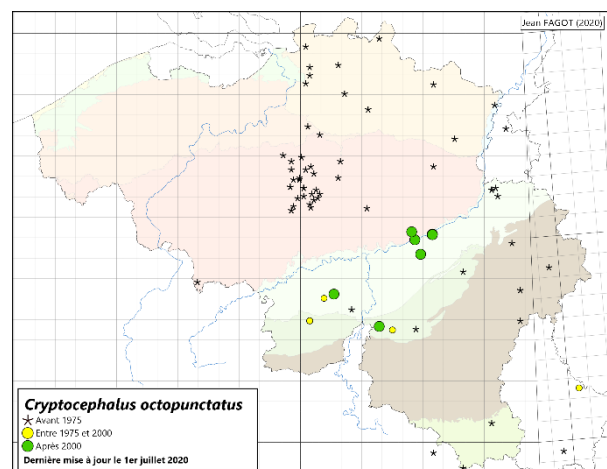 Jean FAGOT (2020)
Cryptocephalus octopunctatus
Avant 1975
Entre 1975 et 2000
Après 2000
Dernière mise à jour le 1er juillet 2020